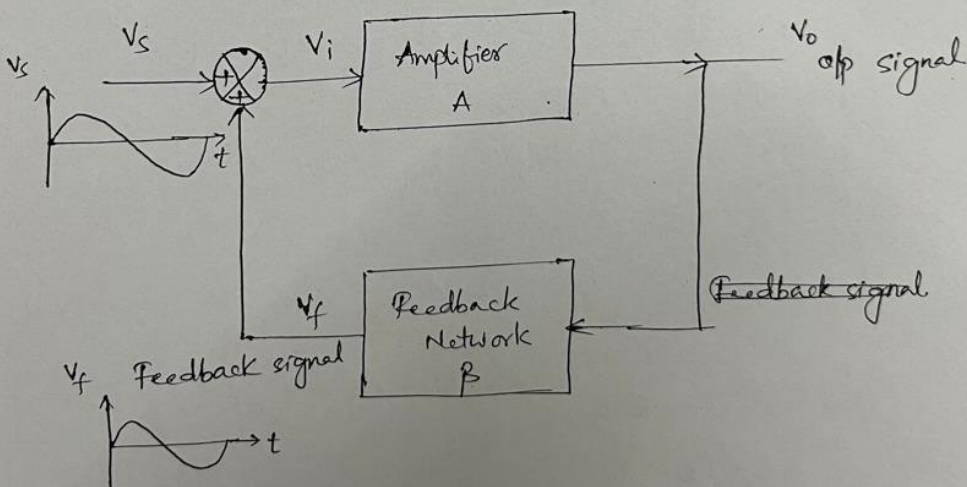 Vs
Vs
+
+
Vi
Amplifier
A
Vo
o/p signal
t
Vf
Feedback
Network
β
Feedback signal
Feedback signal
Vf
t